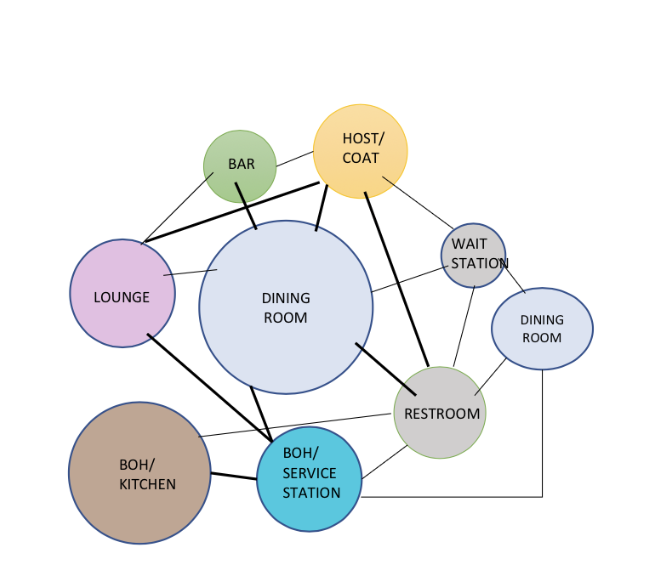 HOST/
COAT
BAR
WAIT
STATION
LOUNGE
DINING
ROOM
DINING
ROOM
RESTROOM
BOH/
KITCHEN
BOH/
SERVICE
STATION